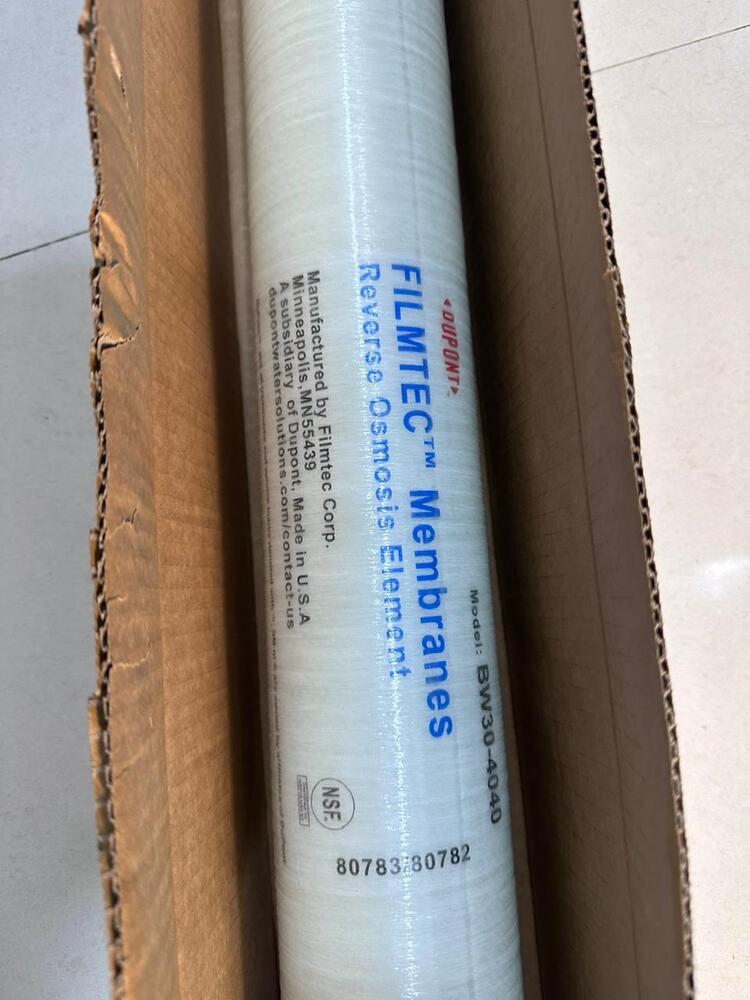 DUPONT
FILMTEC™ Membranes
Reverse Osmosis Element
Model: BW30-4040
Manufactured by Filmtec Corp.
Minneapolis,MN55439
A subsidiary of Dupont, Made in U.S.A
dupontwatersolutions.com/contact-us
NSF.
80783 80782